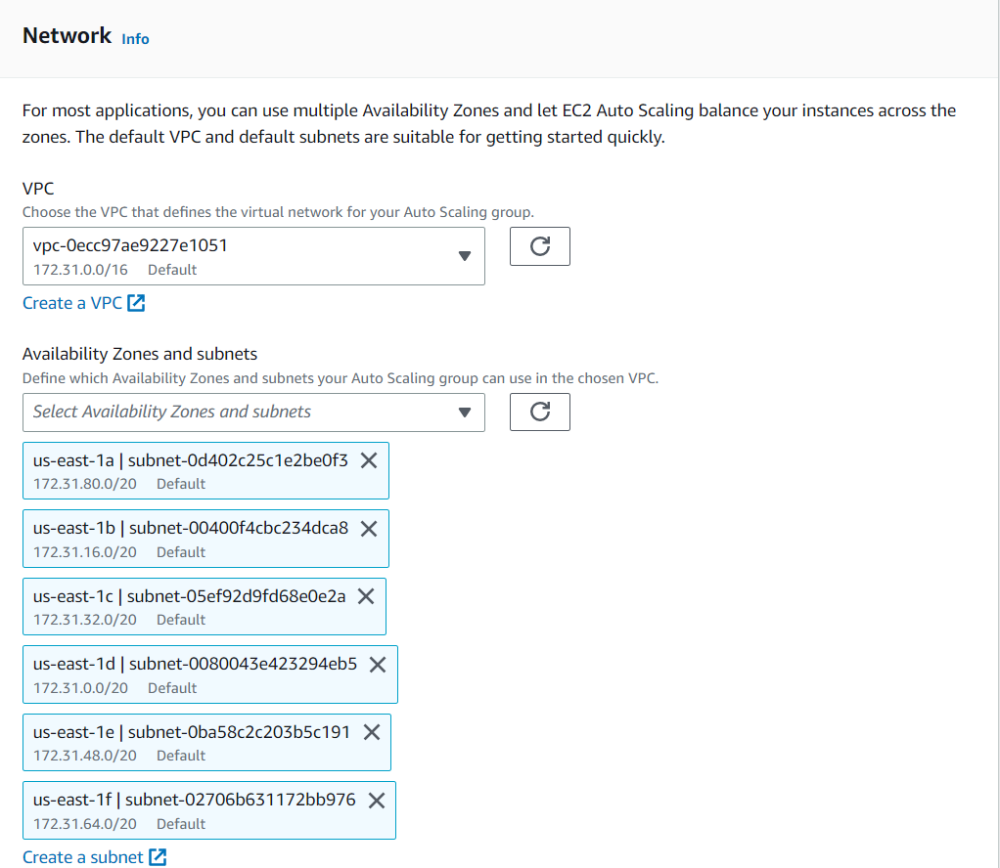 Network Info
For most applications, you can use multiple Availability Zones and let EC2 Auto Scaling balance your instances across the
zones. The default VPC and default subnets are suitable for getting started quickly.
VPC
Choose the VPC that defines the virtual network for your Auto Scaling group.
vpc-0ecc97ae9227e1051
172.31.0.0/16 Default
Create a VPC
Availability Zones and subnets
Define which Availability Zones and subnets your Auto Scaling group can use in the chosen VPC.
Select Availability Zones and subnets
us-east-1a | subnet-0d402c25c1e2be0f3
172.31.80.0/20 Default
us-east-1b | subnet-00400f4cbc234dca8
172.31.16.0/20 Default
us-east-1c | subnet-05ef92d9fd68e0e2a
172.31.32.0/20 Default
us-east-1d | subnet-0080043e423294eb5
172.31.0.0/20 Default
us-east-1e | subnet-0ba58c2c203b5c191
172.31.48.0/20 Default
us-east-1f | subnet-02706b631172bb976
172.31.64.0/20 Default
Create a subnet